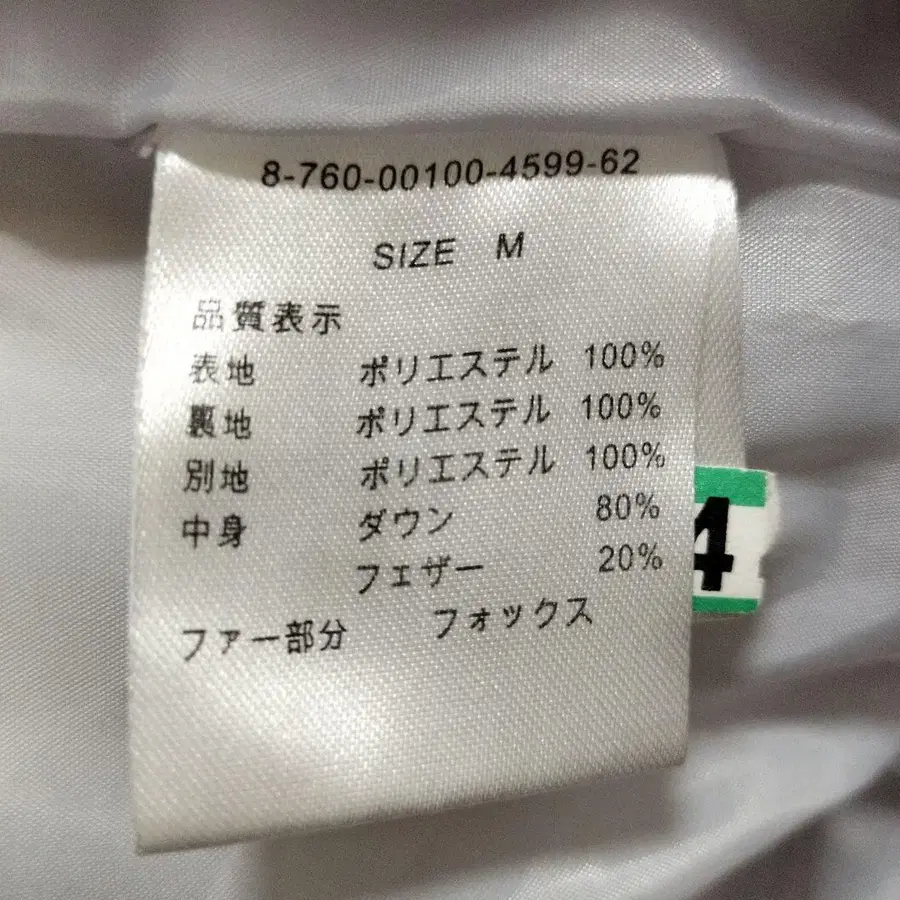 8-760-00100-4599-62
SIZE M
品質表示
表地 ポリエステル 100%
裏地 ポリエステル 100%
別地 ポリエステル 100%
中身 ダウン 80%
フェザー 20%
ファー部分 フォックス
4